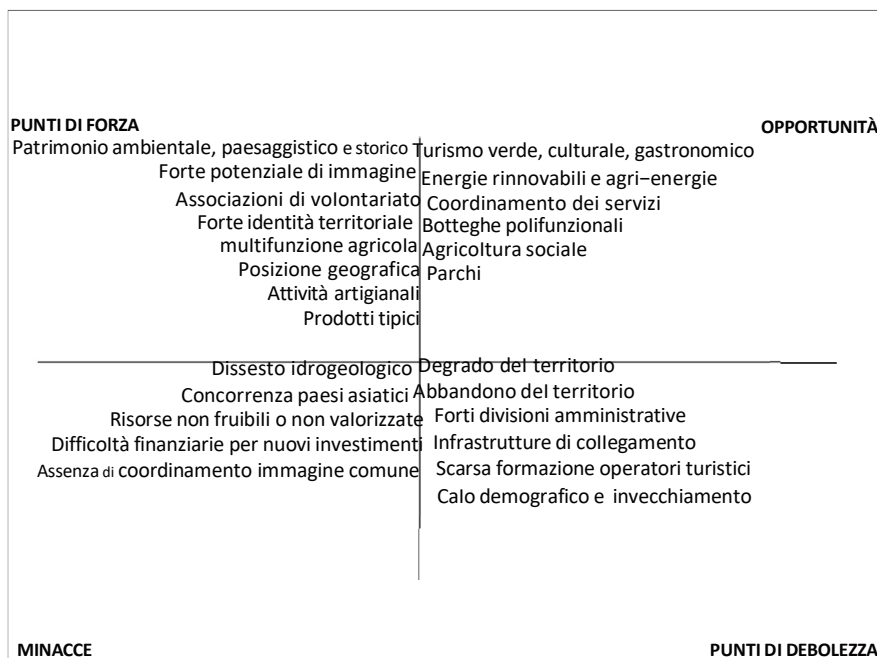 PUNTI DI FORZA
OPPORTUNITÀ
Patrimonio ambientale, paesaggistico e storico
Forte potenziale di immagine
Associazioni di volontariato
Forte identità territoriale
multifunzione agricola
Posizione geografica
Attività artigianali
Prodotti tipici
Turismo verde, culturale, gastronomico
Energie rinnovabili e agri−energie
Coordinamento dei servizi
Botteghe polifunzionali
Agricoltura sociale
Parchi
Dissesto idrogeologico
Concorrenza paesi asiatici
Risorse non fruibili o non valorizzate
Difficoltà finanziarie per nuovi investimenti
Assenza di coordinamento immagine comune
Degrado del territorio
Abbandono del territorio
Forti divisioni amministrative
Infrastrutture di collegamento
Scarsa formazione operatori turistici
Calo demografico e invecchiamento
MINACCE
PUNTI DI DEBOLEZZA